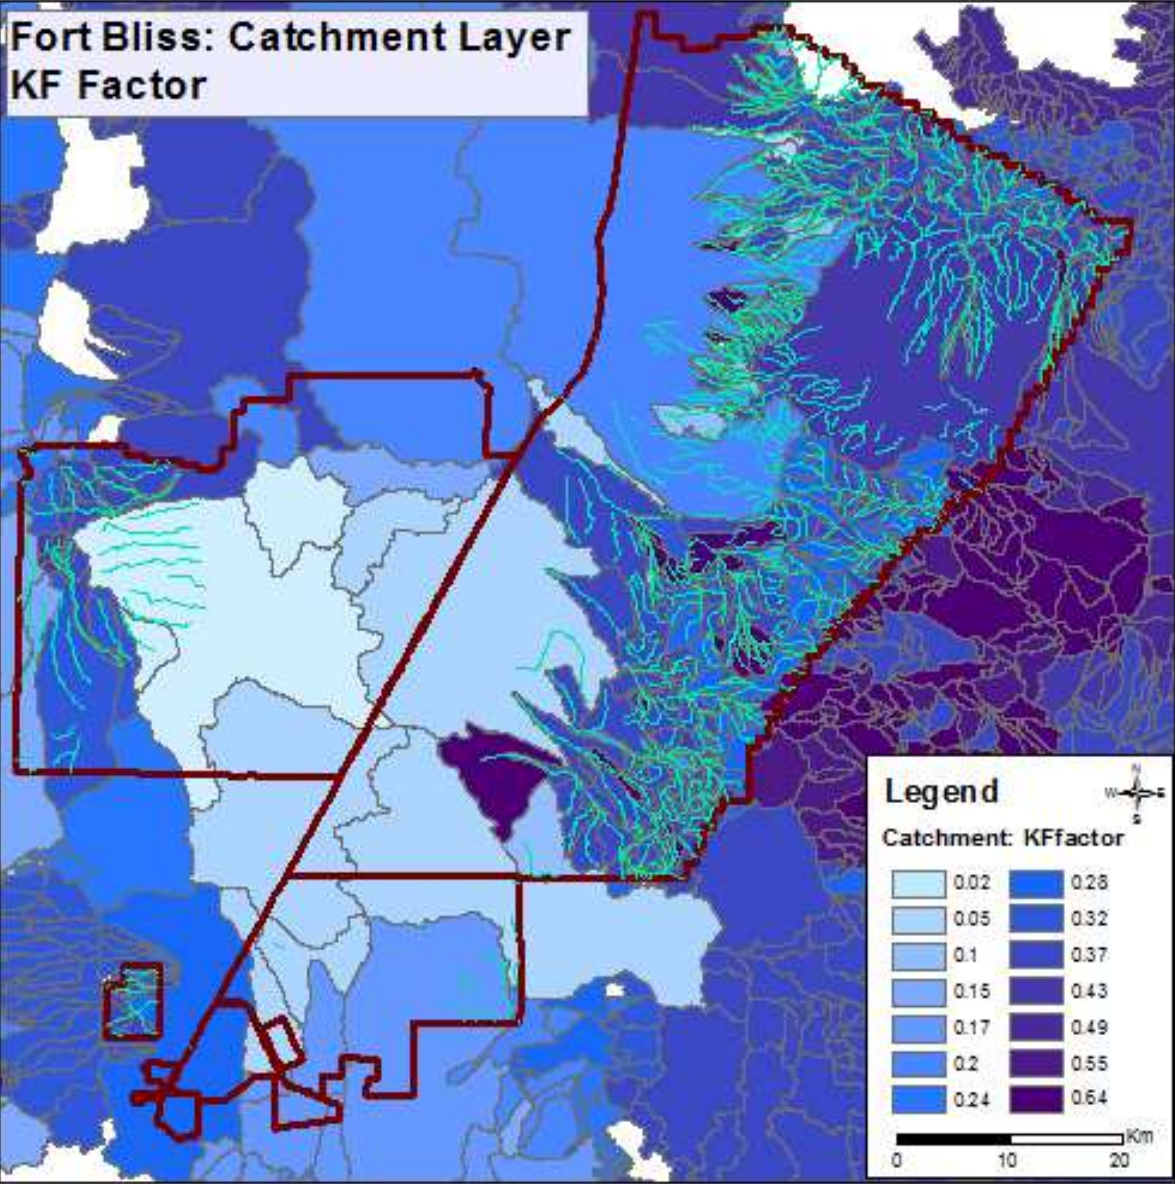 Fort Bliss: Catchment Layer
KF Factor
Legend
N
W E
S
Catchment: KFfactor
0.02 0.28
0.05 0.32
0.1 0.37
0.15 0.43
0.17 0.49
0.2 0.55
0.24 0.64
Km
0 10 20